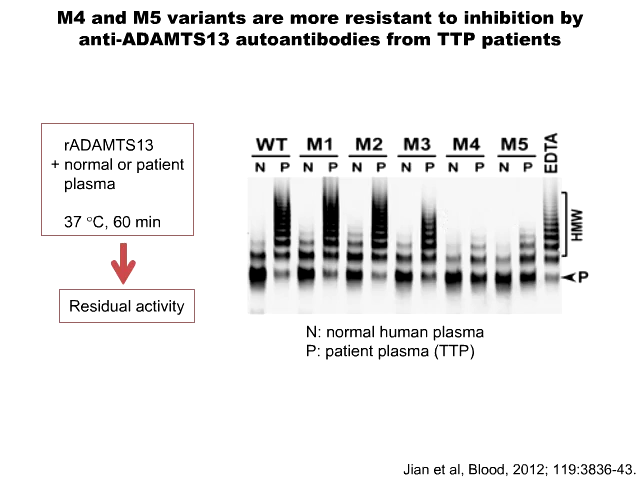 M4 and M5 variants are more resistant to inhibition by
anti-ADAMTS13 autoantibodies from TTP patients
rADAMTS13
+ normal or patient
plasma
37 °C, 60 min
Residual activity
WT M1 M2 M3 M4 M5 EDTA
N P N P N P N P N P N P
HMW
P
N: normal human plasma
P: patient plasma (TTP)
Jian et al, Blood, 2012; 119:3836-43.